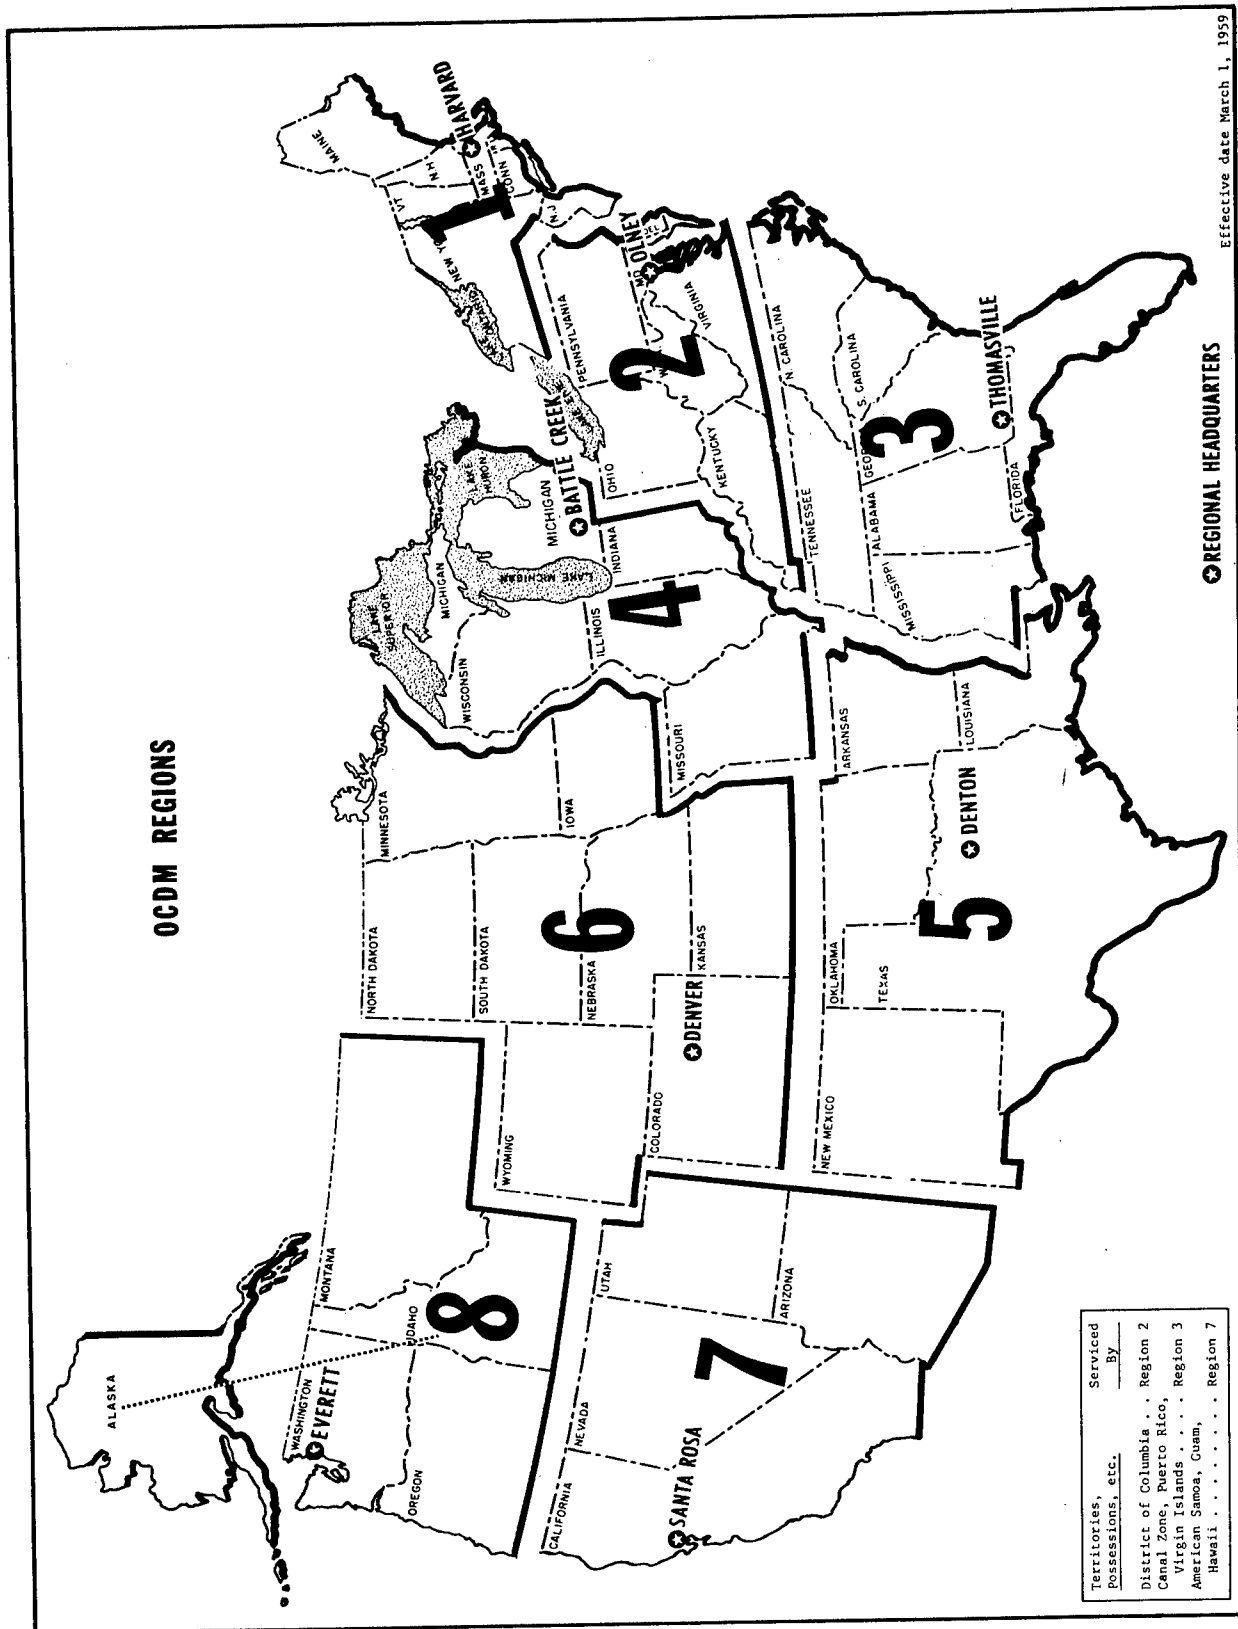 OCDM REGIONS
ALASKA
WASHINGTON
EVERETT
MONTANA
IDAHO
OREGON
8
CALIFORNIA
NEVADA
UTAH
ARIZONA
SANTA ROSA
7
NORTH DAKOTA
MINNESOTA
SOUTH DAKOTA
NEBRASKA
IOWA
WYOMING
COLORADO
KANSAS
DENVER
6
NEW MEXICO
OKLAHOMA
TEXAS
ARKANSAS
LOUISIANA
DENTON
5
LAKE SUPERIOR
MICHIGAN
WISCONSIN
LAKE MICHIGAN
LAKE HURON
MICHIGAN
BATTLE CREEK
ILLINOIS
INDIANA
MISSOURI
4
OHIO
PENNSYLVANIA
KENTUCKY
VIRGINIA
MD
DEL
OLNEY
2
MAINE
VT
N.H
MASS
CONN
NEW YO
LAKE ONTARIO
N.J
HARVARD
1
TENNESSEE
N. CAROLINA
S. CAROLINA
GEOR
ALABAMA
MISSISSIPPI
FLORIDA
THOMASVILLE
3
REGIONAL HEADQUARTERS
Territories, Serviced
Possessions, etc. By
District of Columbia . . Region 2
Canal Zone, Puerto Rico,
Virgin Islands . . . . Region 3
American Samoa, Guam,
Hawaii . . . . . . . . Region 7
Effective date March 1, 1959